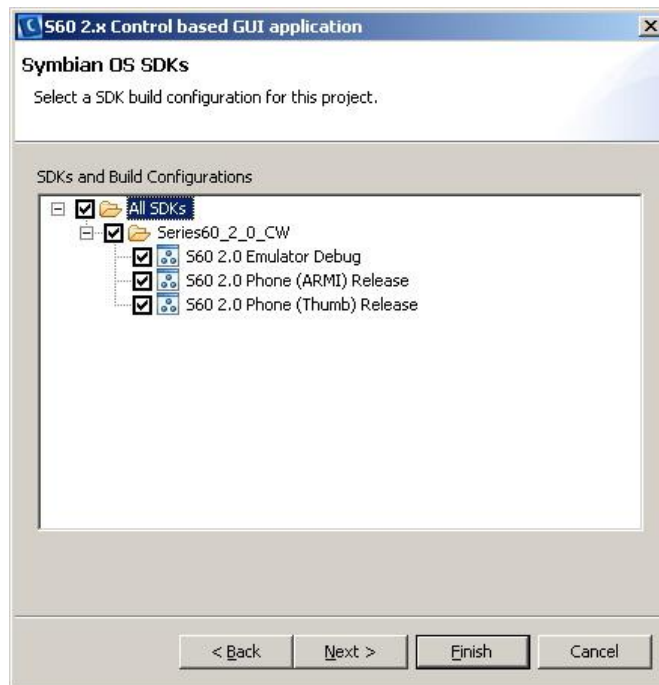 S60 2.x Control based GUI application
Symbian OS SDKs
Select a SDK build configuration for this project.
SDKs and Build Configurations
All SDKs
Series60_2_0_CW
S60 2.0 Emulator Debug
S60 2.0 Phone (ARMI) Release
S60 2.0 Phone (Thumb) Release
< Back Next > Finish Cancel